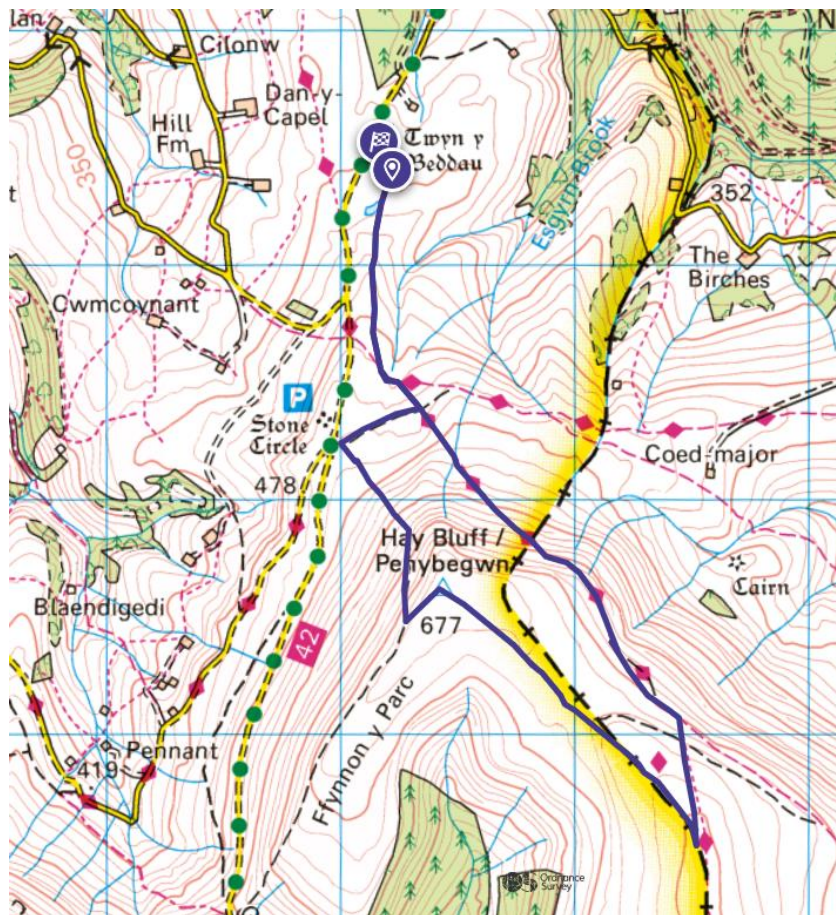 Cilonw
Dan-y-
Capel
Hill
Fm
350
Twyn y
Beddau
Esgyrn Brook
352
The
Birches
Cwmcoynant
P
Stone
Circle
478
Coed-major
Hay Bluff /
Penybegwn
Cairn
Blaendigedi
677
42
Ffynnon y Parc
Pennant
419
Ordnance
Survey